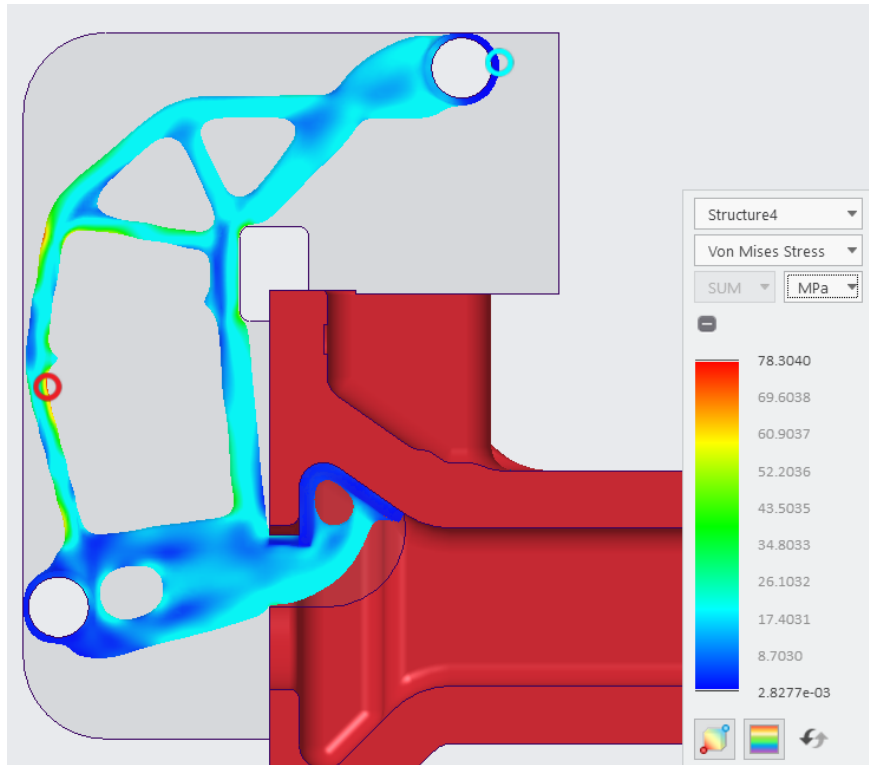 Structure4
Von Mises Stress
SUM MPa
78.3040
69.6038
60.9037
52.2036
43.5035
34.8033
26.1032
17.4031
8.7030
2.8277e-03